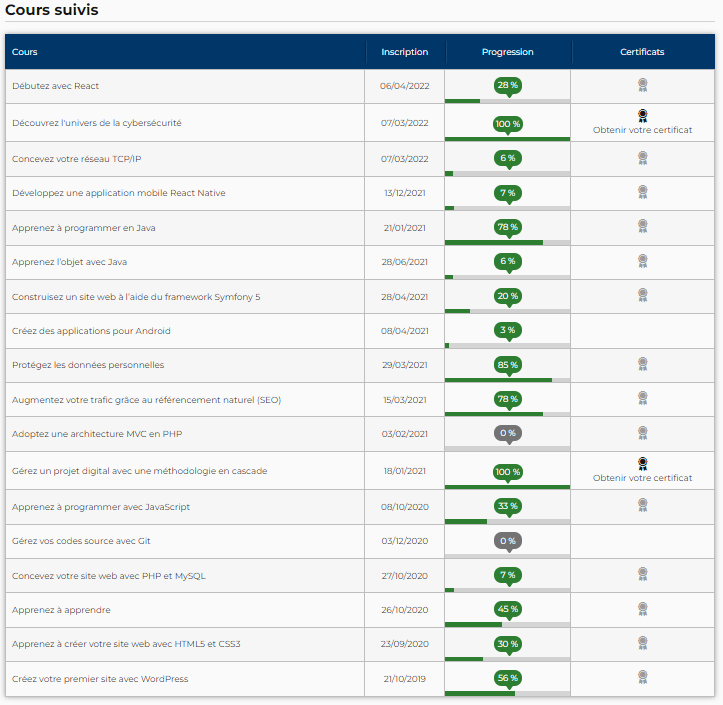 Cours suivis
Cours Inscription Progression Certificats
Débutez avec React 06/04/2022 28 %
Découvrez l'univers de la cybersécurité 07/03/2022 100 % Obtenir votre certificat
Concevez votre réseau TCP/IP 07/03/2022 6 %
Développez une application mobile React Native 13/12/2021 7 %
Apprenez à programmer en Java 21/01/2021 78 %
Apprenez l'objet avec Java 28/06/2021 6 %
Construisez un site web à l'aide du framework Symfony 5 28/04/2021 20 %
Créez des applications pour Android 08/04/2021 3 %
Protégez les données personnelles 29/03/2021 85 %
Augmentez votre trafic grâce au référencement naturel (SEO) 15/03/2021 78 %
Adoptez une architecture MVC en PHP 03/02/2021 0 %
Gérez un projet digital avec une méthodologie en cascade 18/01/2021 100 % Obtenir votre certificat
Apprenez à programmer avec JavaScript 08/10/2020 33 %
Gérez vos codes source avec Git 03/12/2020 0 %
Concevez votre site web avec PHP et MySQL 27/10/2020 7 %
Apprenez à apprendre 26/10/2020 45 %
Apprenez à créer votre site web avec HTML5 et CSS3 23/09/2020 30 %
Créez votre premier site avec WordPress 21/10/2019 56 %